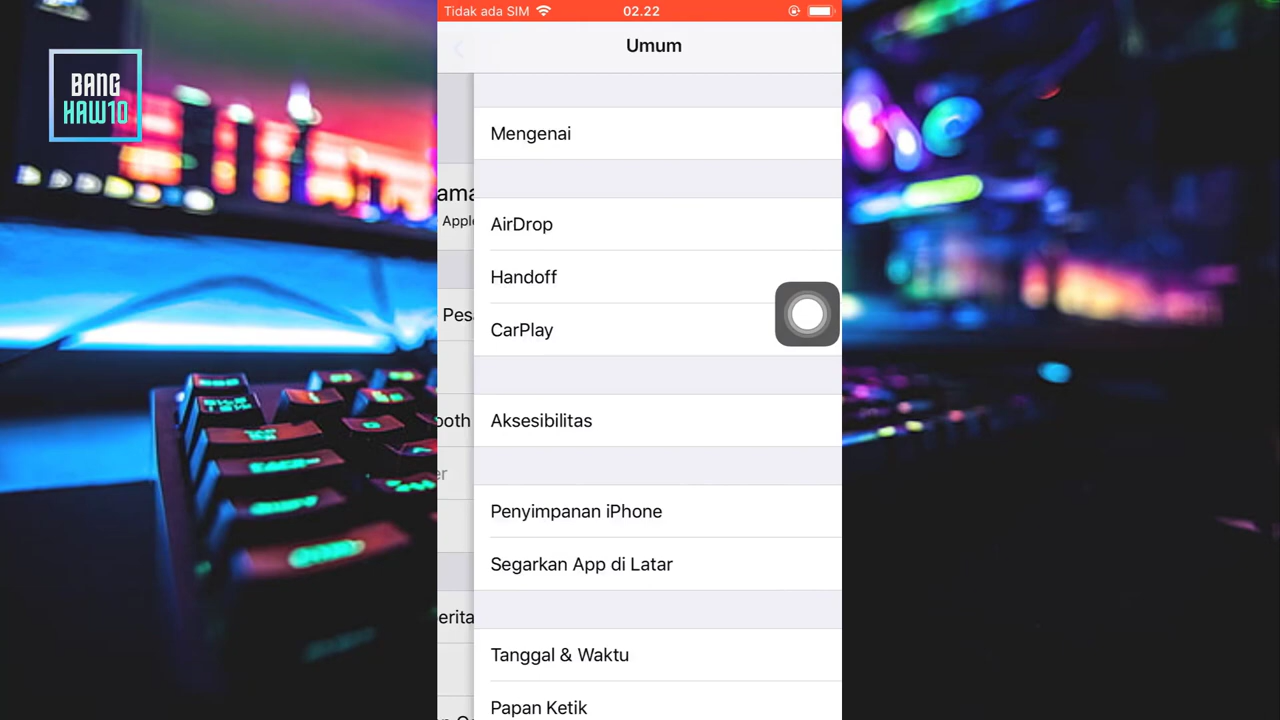 Tidak ada SIM
02.22
BANG
HAW10
Umum
Mengenai
AirDrop
Handoff
CarPlay
Aksesibilitas
Penyimpanan iPhone
Segarkan App di Latar
Tanggal & Waktu
Papan Ketik